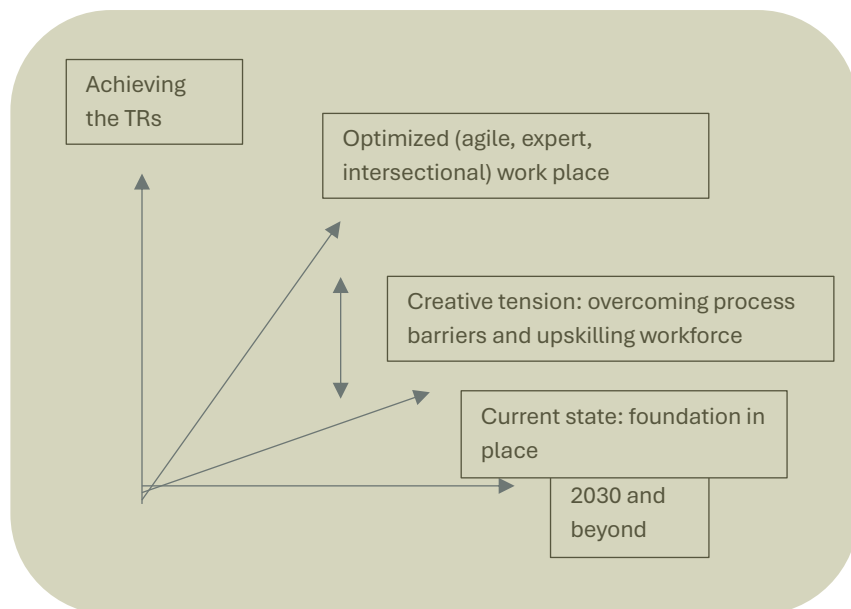 Achieving
the TRs
Optimized (agile, expert,
intersectional) work place
Creative tension: overcoming process
barriers and upskilling workforce
Current state: foundation in
place
2030 and
beyond